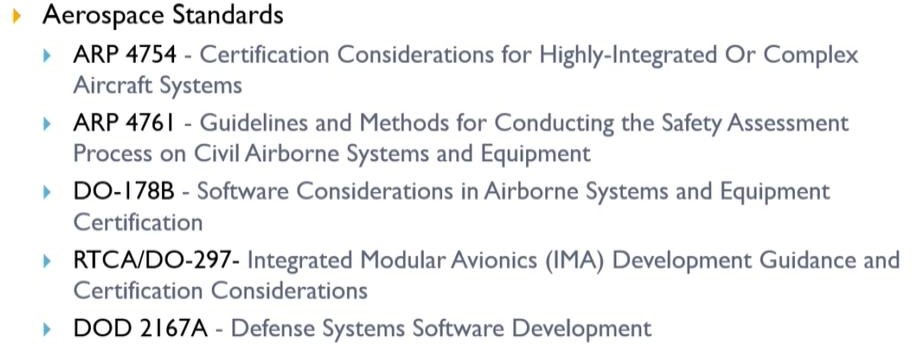 Aerospace Standards
ARP 4754 - Certification Considerations for Highly-Integrated Or Complex
Aircraft Systems
ARP 4761 - Guidelines and Methods for Conducting the Safety Assessment
Process on Civil Airborne Systems and Equipment
DO-178B - Software Considerations in Airborne Systems and Equipment
Certification
RTCA/DO-297- Integrated Modular Avionics (IMA) Development Guidance and
Certification Considerations
DOD 2167A - Defense Systems Software Development